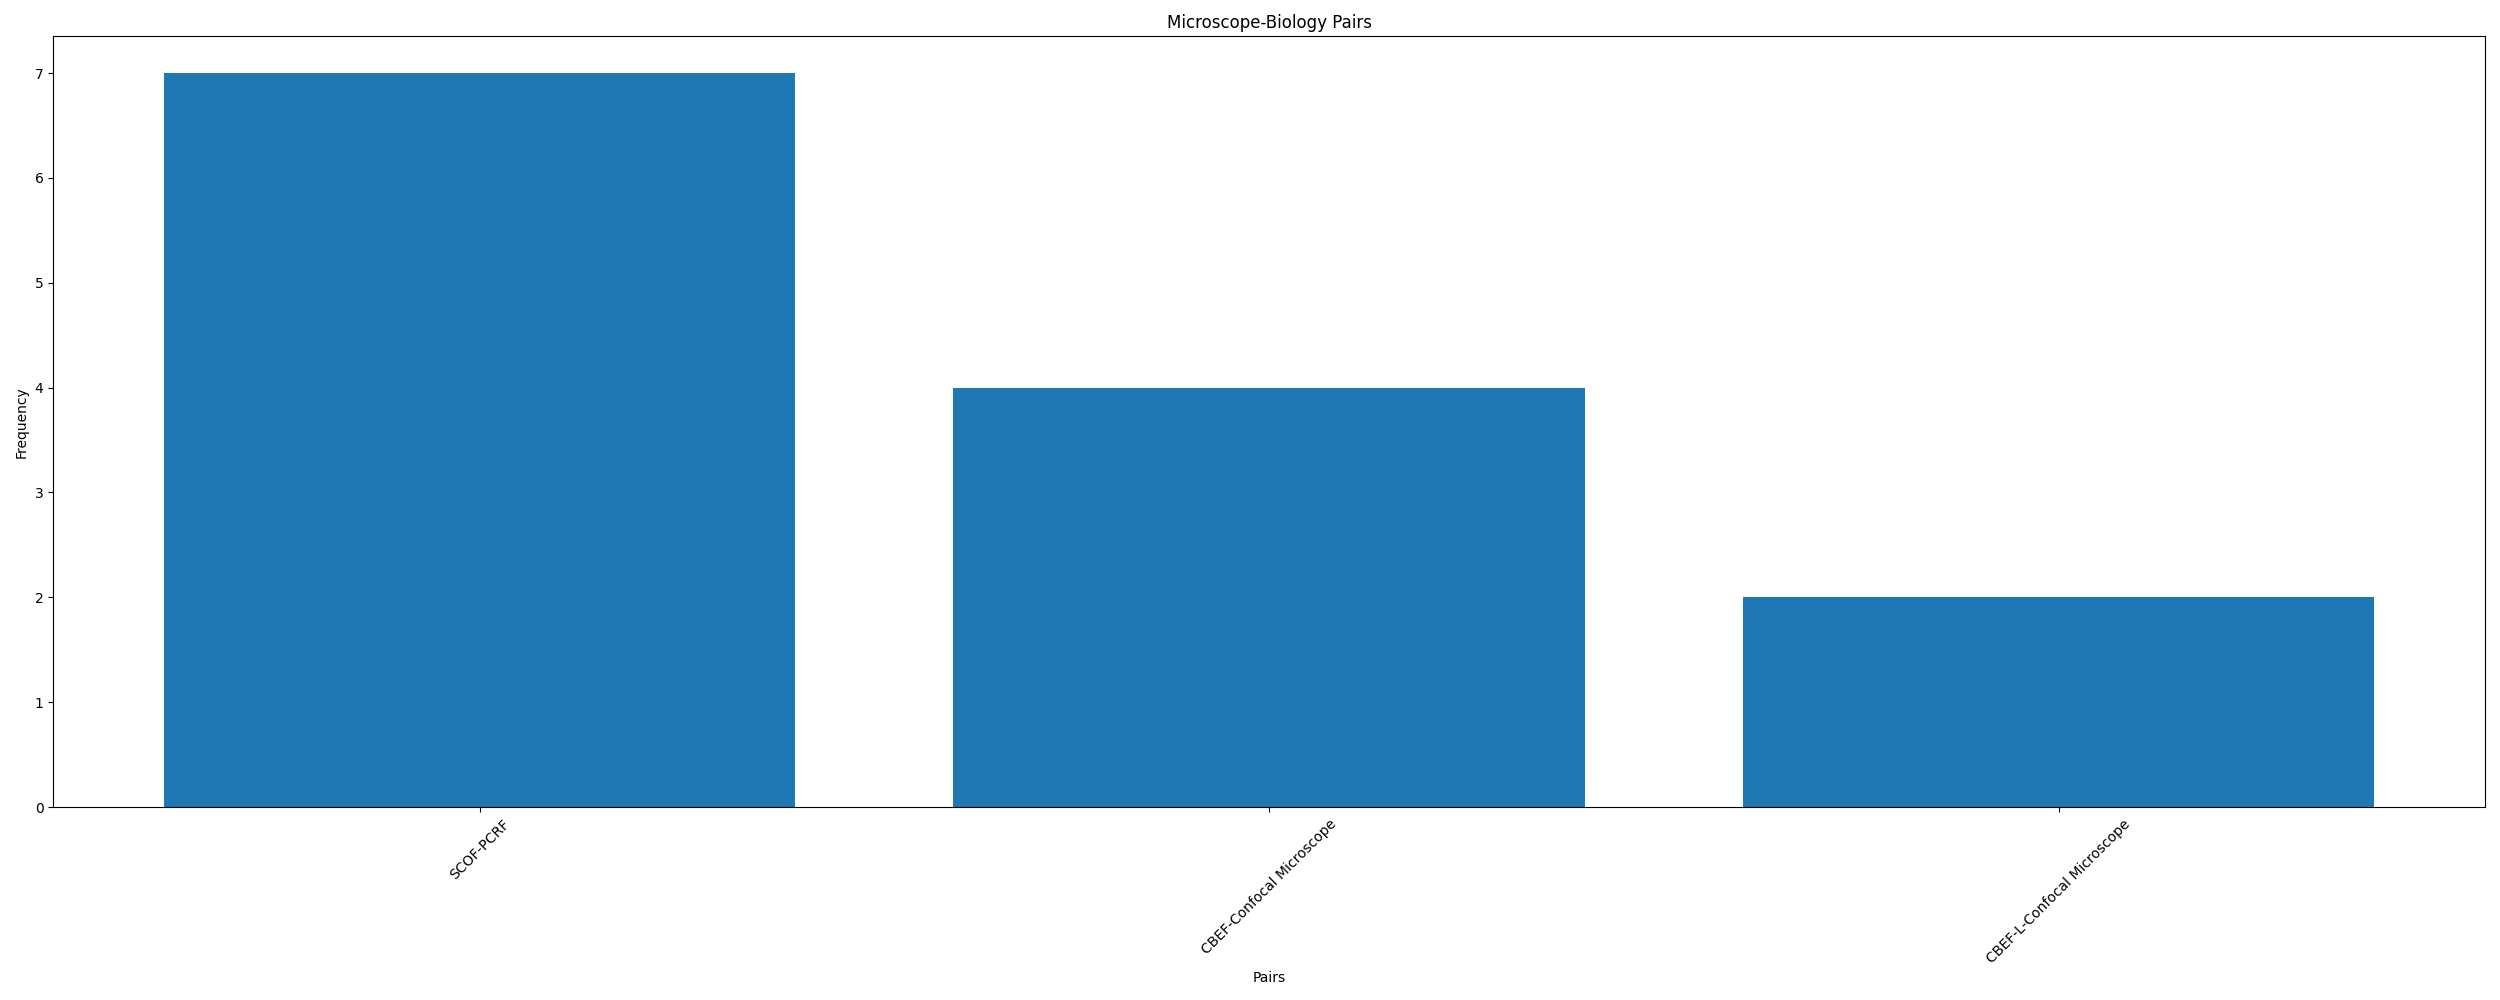 Microscope-Biology Pairs
Frequency
7
6
5
4
3
2
1
0
SCOF-PCRF
CBEF-Confocal Microscope
CBEF-L-Confocal Microscope
Pairs